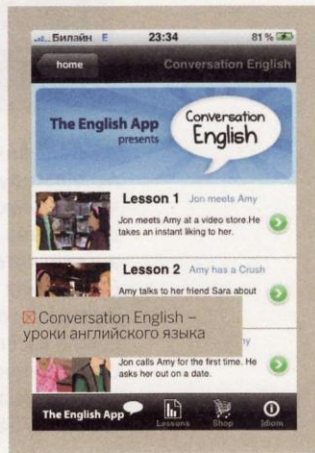 Билайн E 23:34 81 %
home Conversation English
The English App
presents
Conversation
English
Lesson 1 Jon meets Amy
Jon meets Amy at a video store.He
takes an instant liking to her.
Lesson 2 Amy has a Crush
Amy talks to her friend Sara about
Conversation English –
уроки английского языка
Jon calls Amy for the first time. He
asks her out on a date.
The English App Lessons Shop Idiom